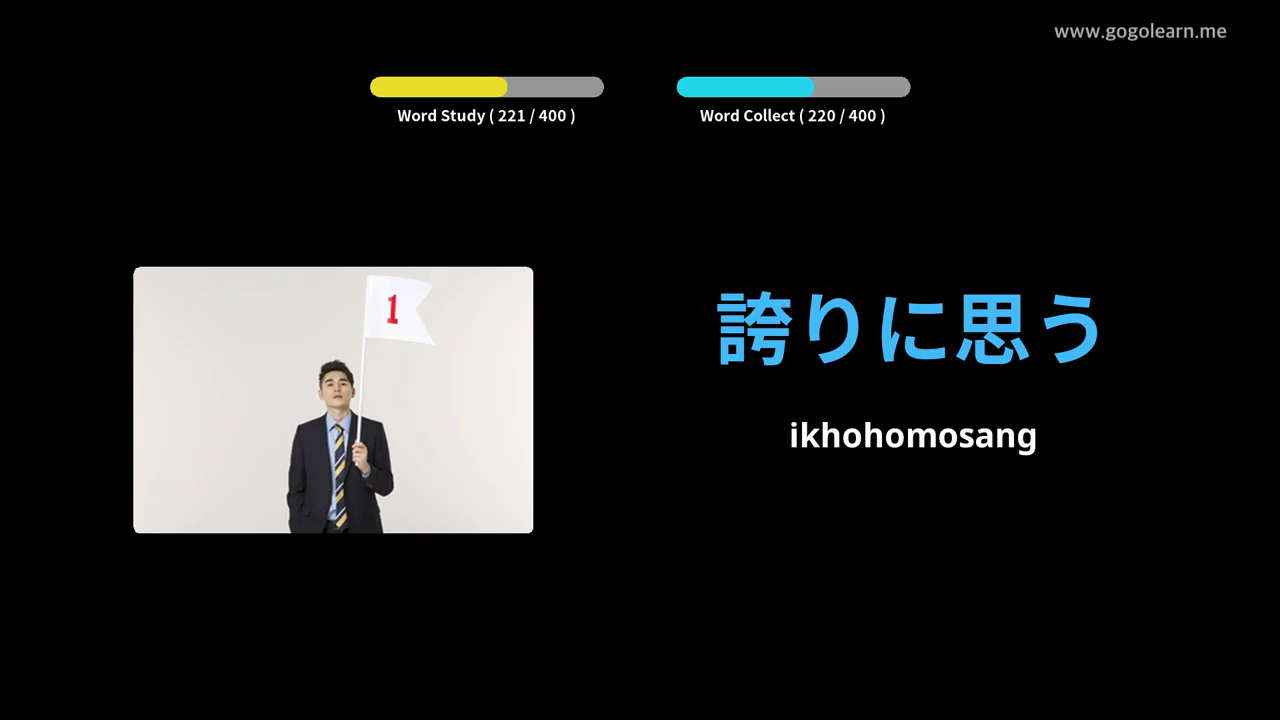 www.gogolearn.me
Word Study ( 221 / 400 )
Word Collect ( 220 / 400 )
1
誇りに思う
ikhohomosang